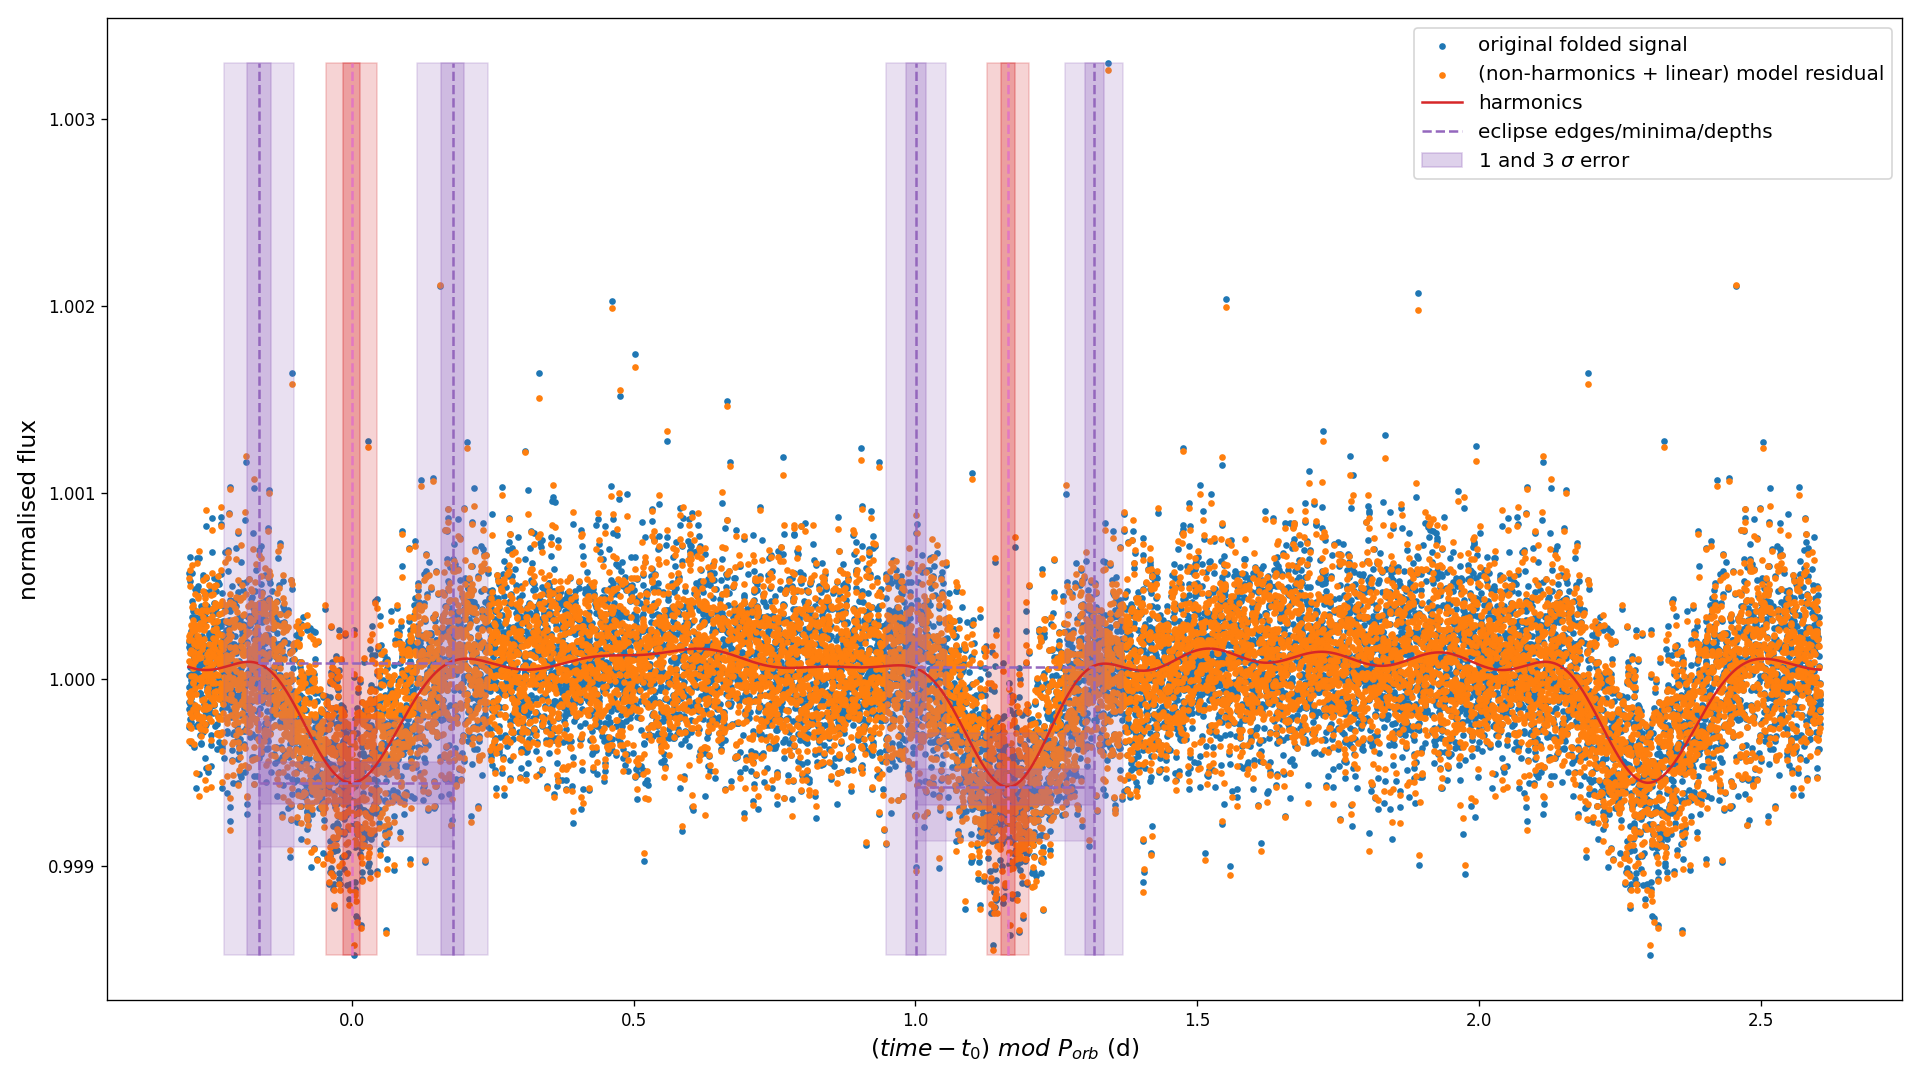 original folded signal
(non-harmonics + linear) model residual
harmonics
eclipse edges/minima/depths
1 and 3 σ error
normalised flux
1.003
1.002
1.001
1.000
0.999
0.0 0.5 1.0 1.5 2.0 2.5
(time − t₀) mod Pₒᵣb (d)